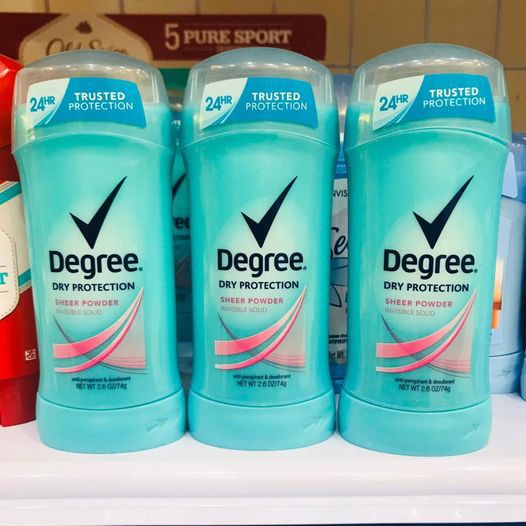 Old Spice
5 PURE SPORT
24HR TRUSTED
PROTECTION
Degree®
DRY PROTECTION
SHEER POWDER
INVISIBLE SOLID
anti-perspirant & deodorant
NET WT 2.6 OZ/74g
24HR TRUSTED
PROTECTION
Degree®
DRY PROTECTION
SHEER POWDER
INVISIBLE SOLID
anti-perspirant & deodorant
NET WT 2.6 OZ/74g
24HR TRUSTED
PROTECTION
Degree®
DRY PROTECTION
SHEER POWDER
INVISIBLE SOLID
anti-perspirant & deodorant
NET WT 2.6 OZ/74g